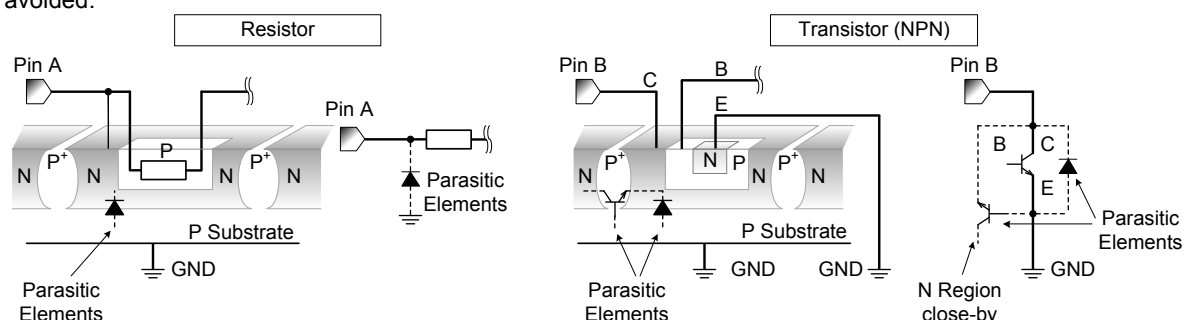 avoided.
Resistor
Transistor (NPN)
Pin A
Pin A
P
N
P+
N
P+
N
Parasitic
Elements
P Substrate
GND
Parasitic
Elements
Pin B
C
B
E
N
P+
N
P
P+
N
N
P Substrate
GND
GND
Parasitic
Elements
Pin B
B
C
E
Parasitic
Elements
GND
N Region
close-by